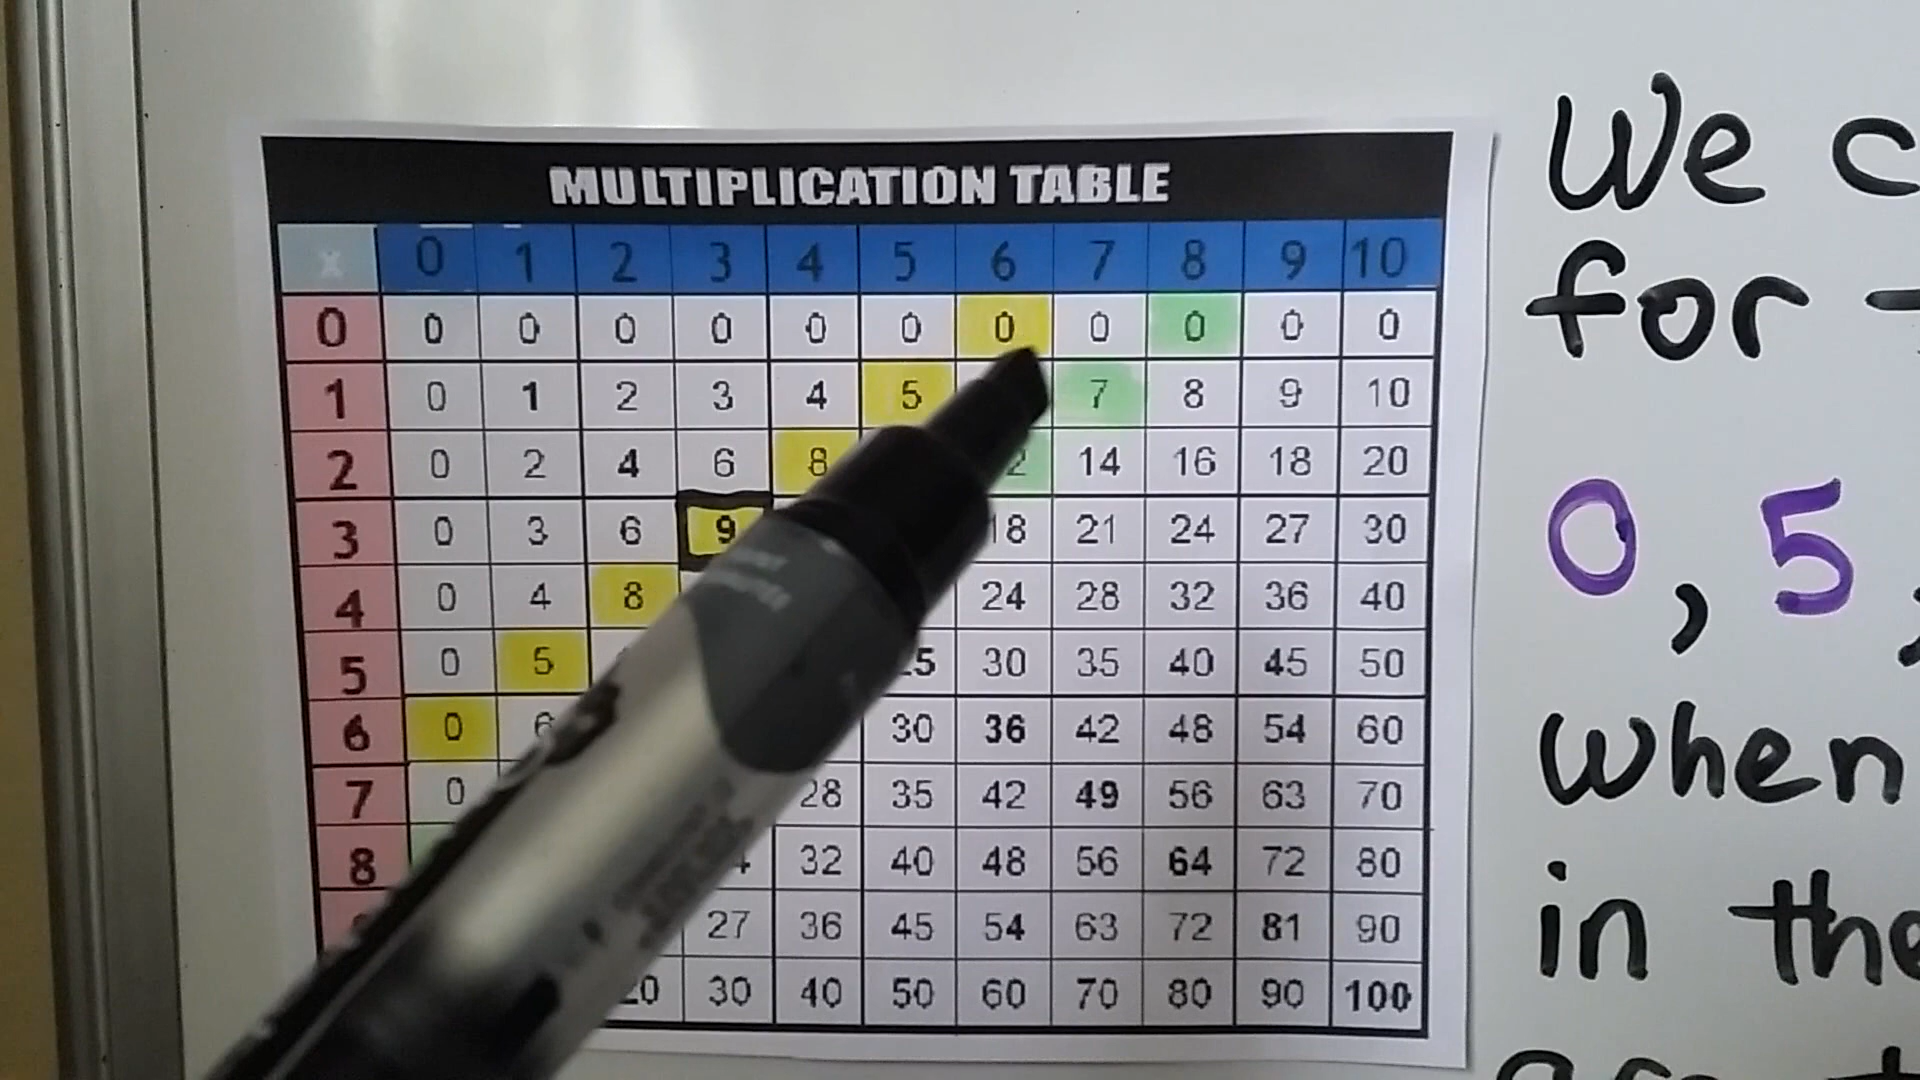 MULTIPLICATION TABLE
x 0 1 2 3 4 5 6 7 8 9 10
0 0 0 0 0 0 0 0 0 0 0 0
1 0 1 2 3 4 5 7 8 9 10
2 0 2 4 6 8 14 16 18 20
3 0 3 6 9 18 21 24 27 30
4 0 4 8 24 28 32 36 40
5 0 5 30 35 40 45 50
6 0 6 30 36 42 48 54 60
7 0 28 35 42 49 56 63 70
8 32 40 48 56 64 72 80
27 36 45 54 63 72 81 90
30 40 50 60 70 80 90 100
We
for
0, 5,
when
in the